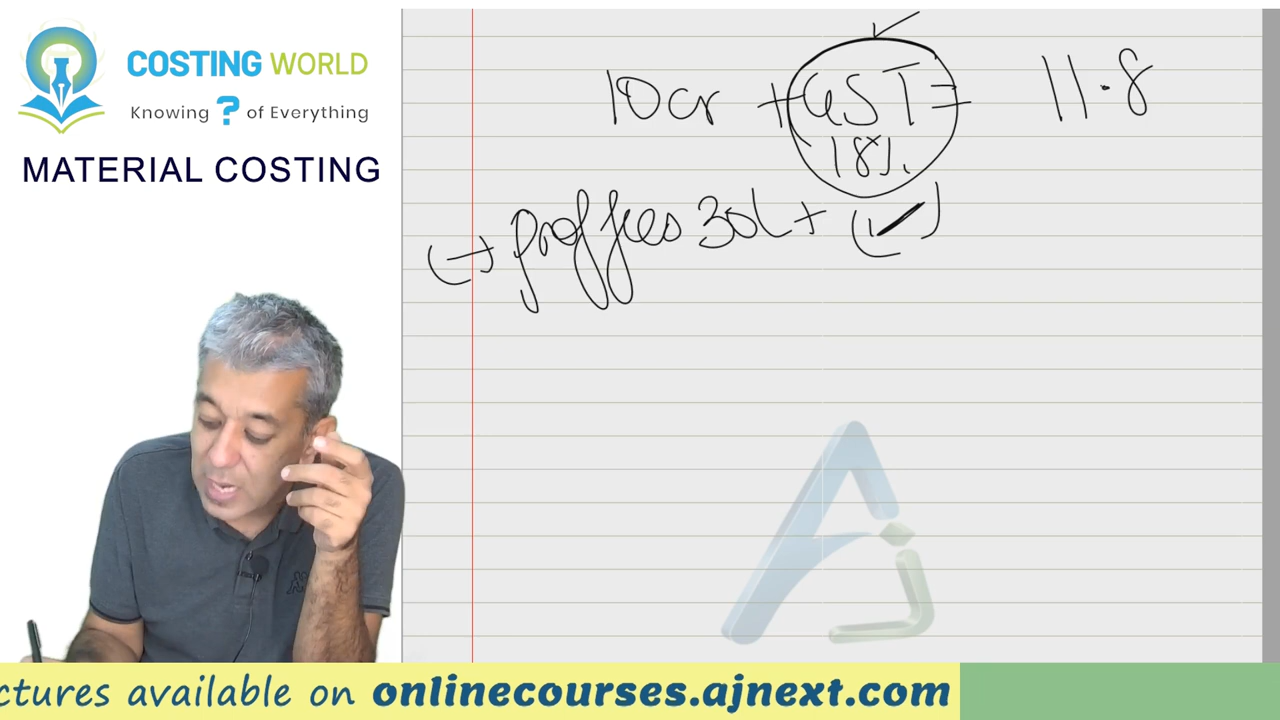 COSTING WORLD
Knowing ? of Everything
MATERIAL COSTING
10cr + GST = 11.8
18%.
(-) prof fees 30L + (✓)
ctures available on onlinecourses.ajnext.com